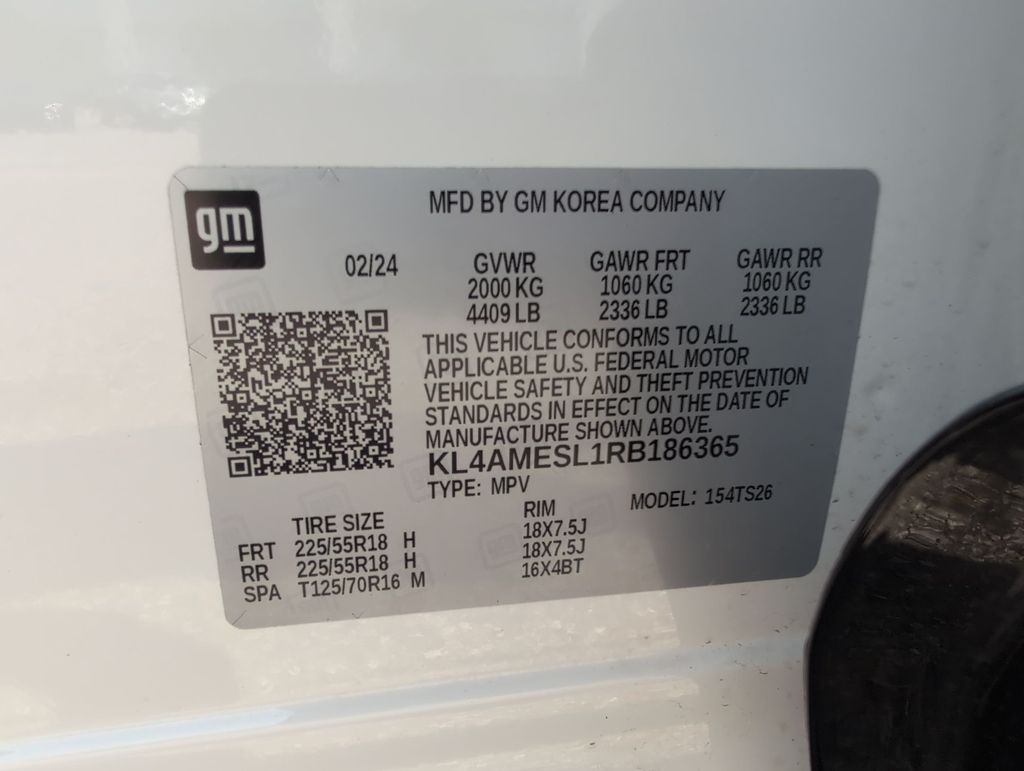 gm
MFD BY GM KOREA COMPANY
02/24 GVWR GAWR FRT GAWR RR
2000 KG 1060 KG 1060 KG
4409 LB 2336 LB 2336 LB
THIS VEHICLE CONFORMS TO ALL
APPLICABLE U.S. FEDERAL MOTOR
VEHICLE SAFETY AND THEFT PREVENTION
STANDARDS IN EFFECT ON THE DATE OF
MANUFACTURE SHOWN ABOVE.
KL4AMESL1RB186365
TYPE: MPV MODEL: 154TS26
TIRE SIZE RIM
FRT 225/55R18 H 18X7.5J
RR 225/55R18 H 18X7.5J
SPA T125/70R16 M 16X4BT